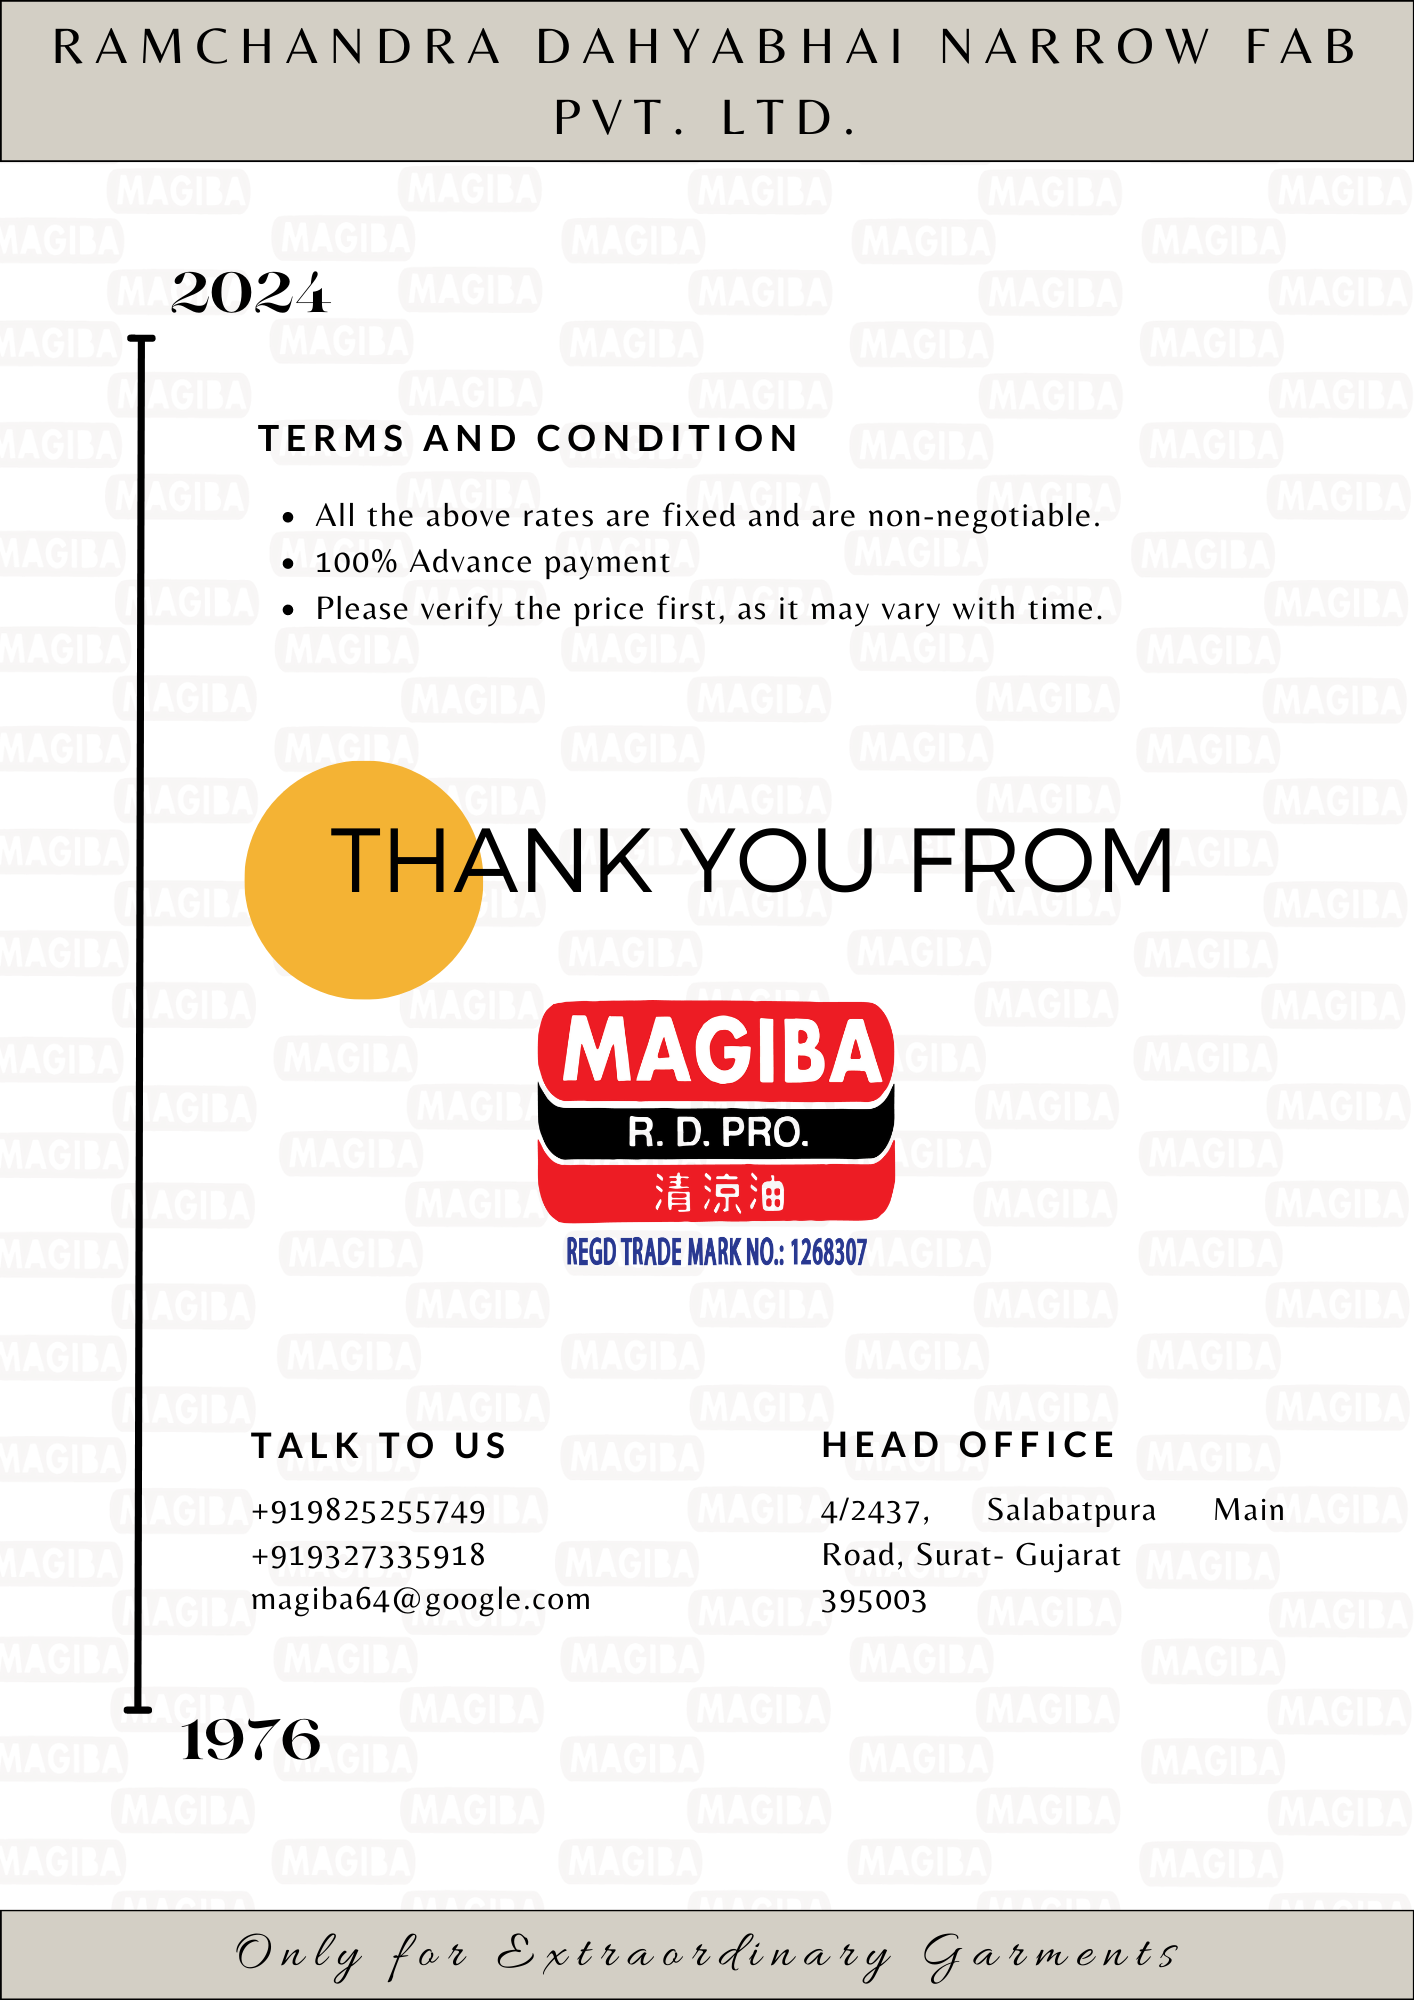 RAMCHANDRA DAHYABHAI NARROW FAB
PVT. LTD.
2024
TERMS AND CONDITION
• All the above rates are fixed and are non-negotiable.
• 100% Advance payment
• Please verify the price first, as it may vary with time.
THANK YOU FROM
MAGIBA
R. D. PRO.
清涼油
REGD TRADE MARK NO.: 1268307
TALK TO US
+919825255749
+919327335918
magiba64@google.com
HEAD OFFICE
4/2437, Salabatpura Main
Road, Surat- Gujarat
395003
1976
Only for Extraordinary Garments